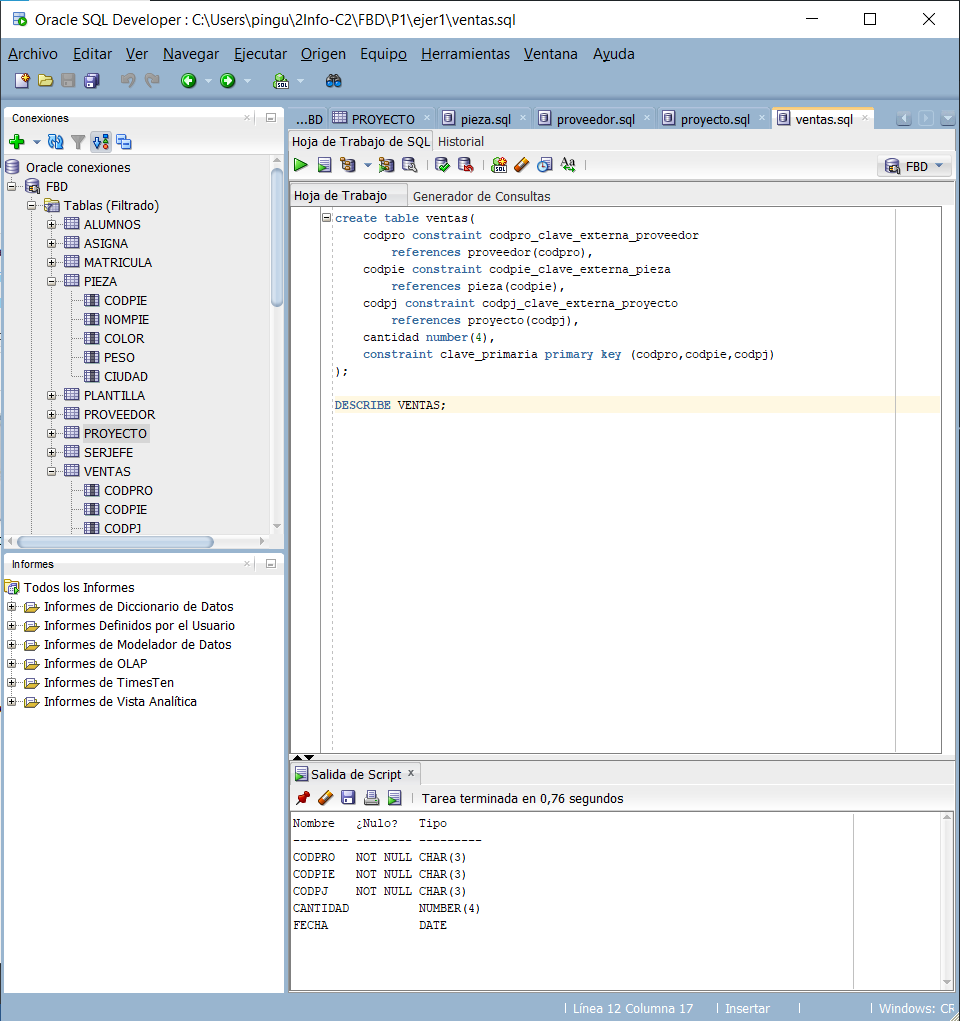 Oracle SQL Developer : C:\Users\pingu\2Info-C2\FBD\P1\ejer1\ventas.sql
Archivo Editar Ver Navegar Ejecutar Origen Equipo Herramientas Ventana Ayuda
Conexiones
Oracle conexiones
FBD
Tablas (Filtrado)
ALUMNOS
ASIGNA
MATRICULA
PIEZA
CODPIE
NOMPIE
COLOR
PESO
CIUDAD
PLANTILLA
PROVEEDOR
PROYECTO
SERJEFE
VENTAS
CODPRO
CODPIE
CODPJ
Informes
Todos los Informes
Informes de Diccionario de Datos
Informes Definidos por el Usuario
Informes de Modelador de Datos
Informes de OLAP
Informes de TimesTen
Informes de Vista Analítica
...BD PROYECTO pieza.sql proveedor.sql proyecto.sql ventas.sql
Hoja de Trabajo de SQL Historial
FBD
Hoja de Trabajo Generador de Consultas
create table ventas(
codpro constraint codpro_clave_externa_proveedor
references proveedor(codpro),
codpie constraint codpie_clave_externa_pieza
references pieza(codpie),
codpj constraint codpj_clave_externa_proyecto
references proyecto(codpj),
cantidad number(4),
constraint clave_primaria primary key (codpro,codpie,codpj)
);
DESCRIBE VENTAS;
Salida de Script
Tarea terminada en 0,76 segundos
Nombre ¿Nulo? Tipo
-------- -------- ---------
CODPRO NOT NULL CHAR(3)
CODPIE NOT NULL CHAR(3)
CODPJ NOT NULL CHAR(3)
CANTIDAD NUMBER(4)
FECHA DATE
Línea 12 Columna 17 Insertar Windows: CR